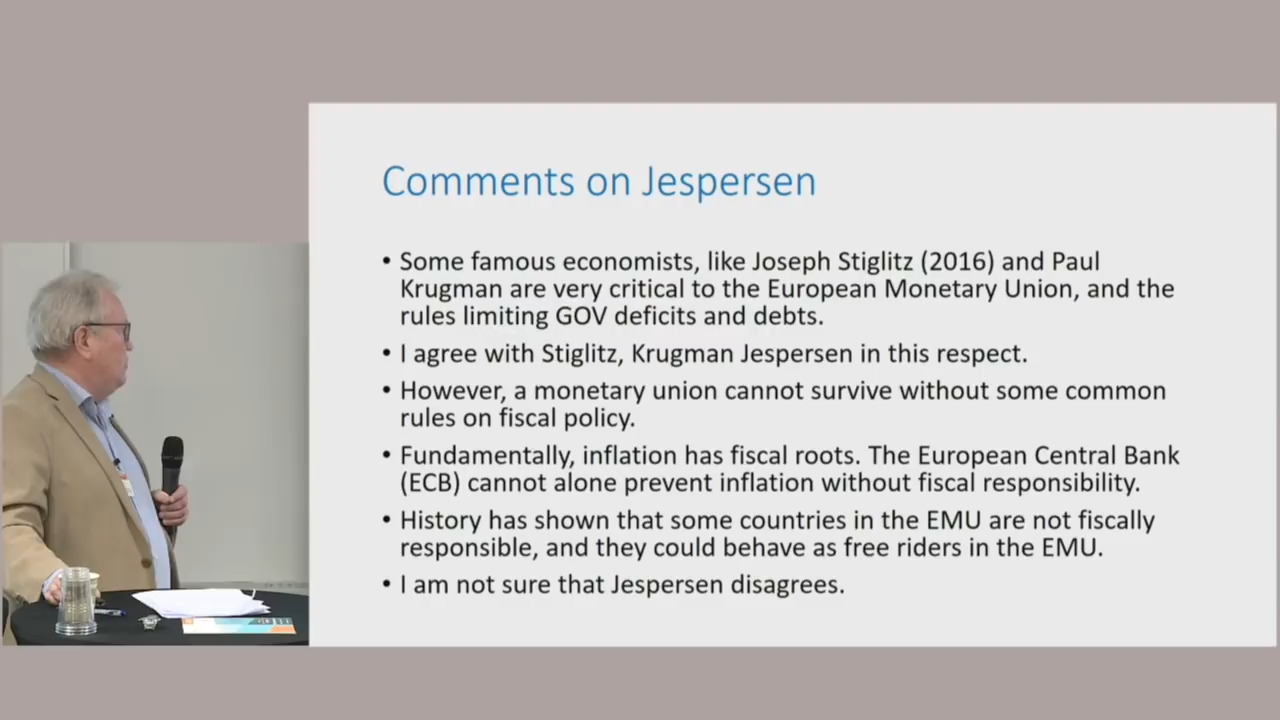 Comments on Jespersen
• Some famous economists, like Joseph Stiglitz (2016) and Paul
Krugman are very critical to the European Monetary Union, and the
rules limiting GOV deficits and debts.
• I agree with Stiglitz, Krugman Jespersen in this respect.
• However, a monetary union cannot survive without some common
rules on fiscal policy.
• Fundamentally, inflation has fiscal roots. The European Central Bank
(ECB) cannot alone prevent inflation without fiscal responsibility.
• History has shown that some countries in the EMU are not fiscally
responsible, and they could behave as free riders in the EMU.
• I am not sure that Jespersen disagrees.